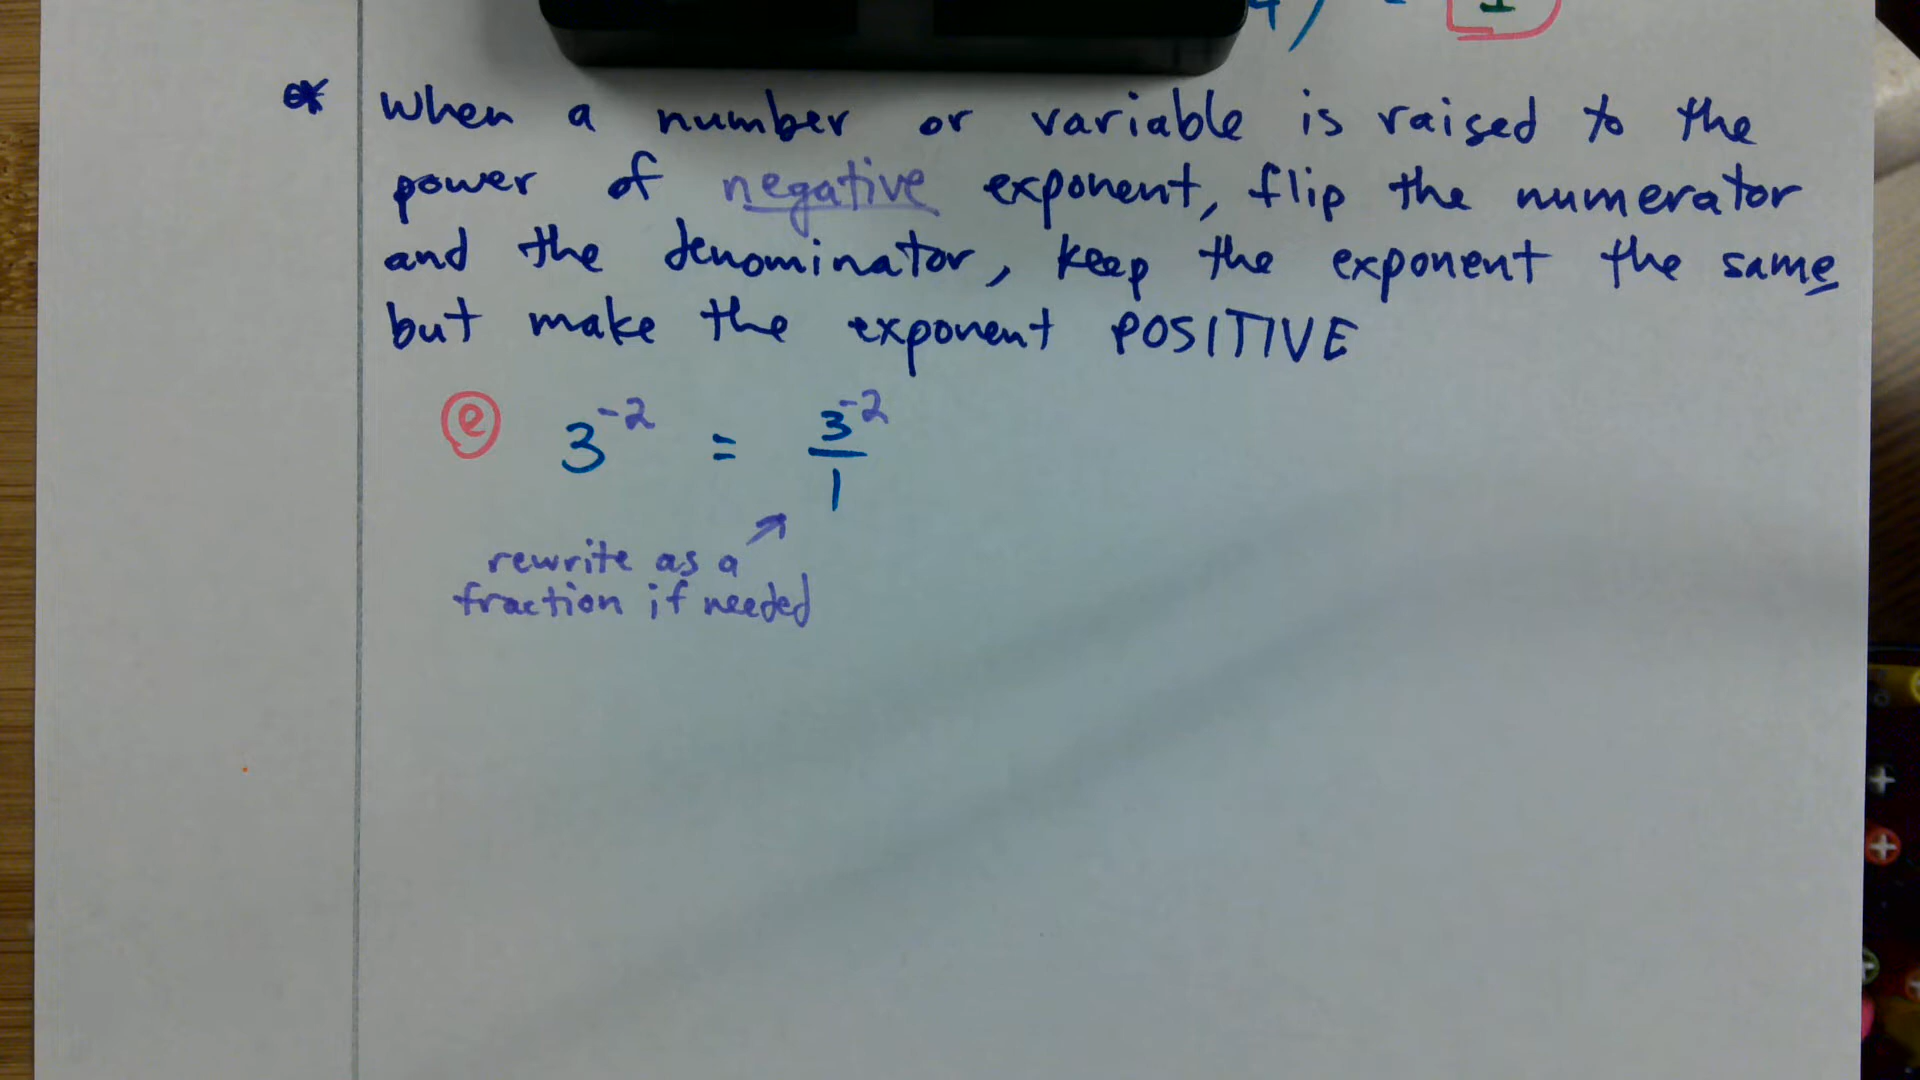 * When a number or variable is raised to the
power of negative exponent, flip the numerator
and the denominator, keep the exponent the same
but make the exponent POSITIVE
e 3^-2 = 3^-2/1
rewrite as a
fraction if needed